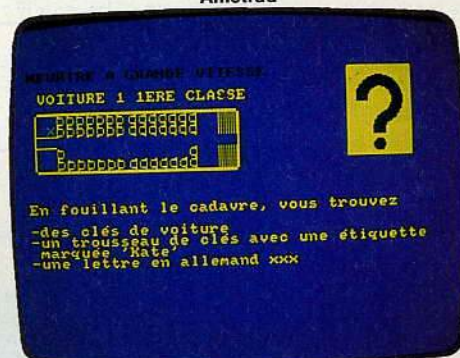 Amstrad
MEURTRE A GRANDE VITESSE
VOITURE 1 1ERE CLASSE
?
En fouillant le cadavre, vous trouvez
-des clés de voiture
-un trousseau de clés avec une étiquette
marquée 'Kate'
-une lettre en allemand xxx